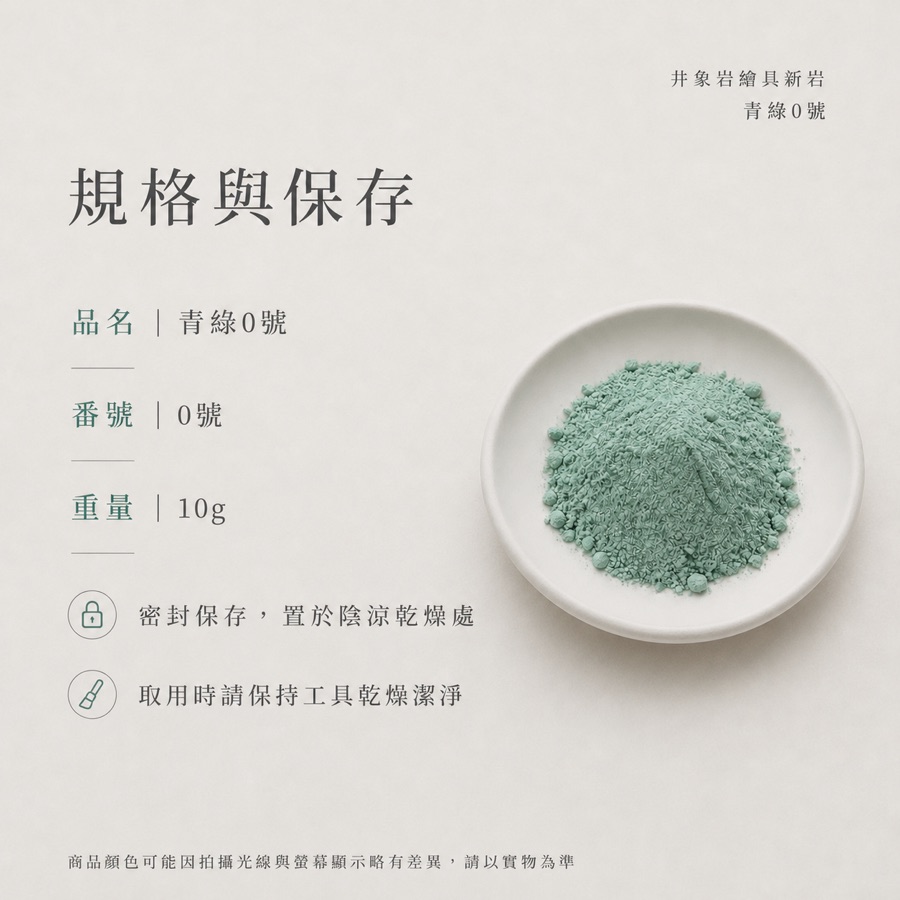 井象岩繪具新岩
青綠0號
規格與保存
品名｜青綠0號
番號｜0號
重量｜10g
密封保存，置於陰涼乾燥處
取用時請保持工具乾燥潔淨
商品顏色可能因拍攝光線與螢幕顯示略有差異，請以實物為準